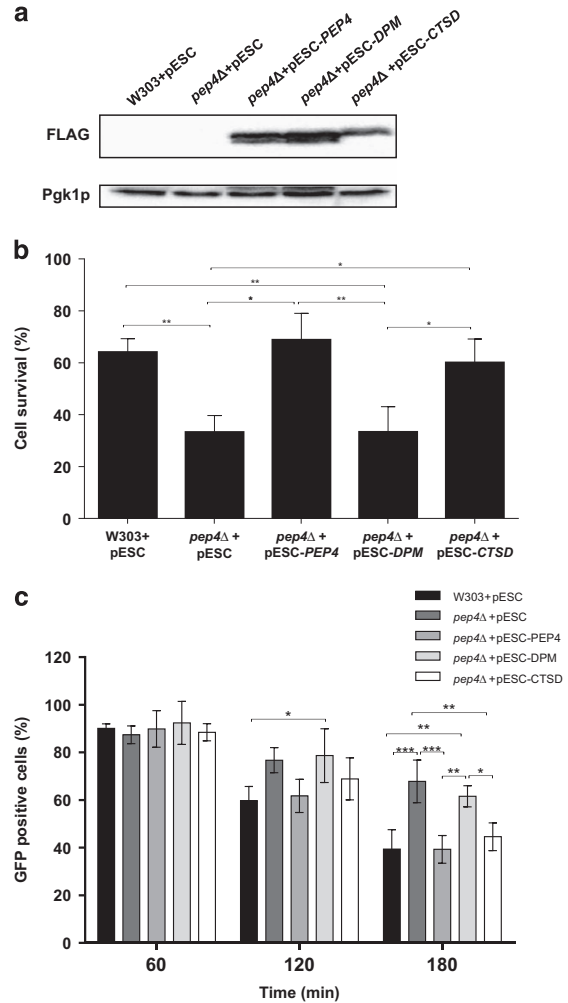 a
W303+pESC
pep4Δ+pESC
pep4Δ+pESC-PEP4
pep4Δ+pESC-DPM
pep4Δ +pESC-CTSD
FLAG
Pgk1p
b
Cell survival (%)
100
80
60
40
20
0
*
**
*
**
**
*
W303+
pESC
pep4Δ +
pESC
pep4Δ +
pESC-PEP4
pep4Δ +
pESC-DPM
pep4Δ +
pESC-CTSD
c
W303+pESC
pep4Δ +pESC
pep4Δ +pESC-PEP4
pep4Δ +pESC-DPM
pep4Δ +pESC-CTSD
GFP positive cells (%)
120
100
80
60
40
20
0
*
**
**
*** ***
** *
60 120 180
Time (min)